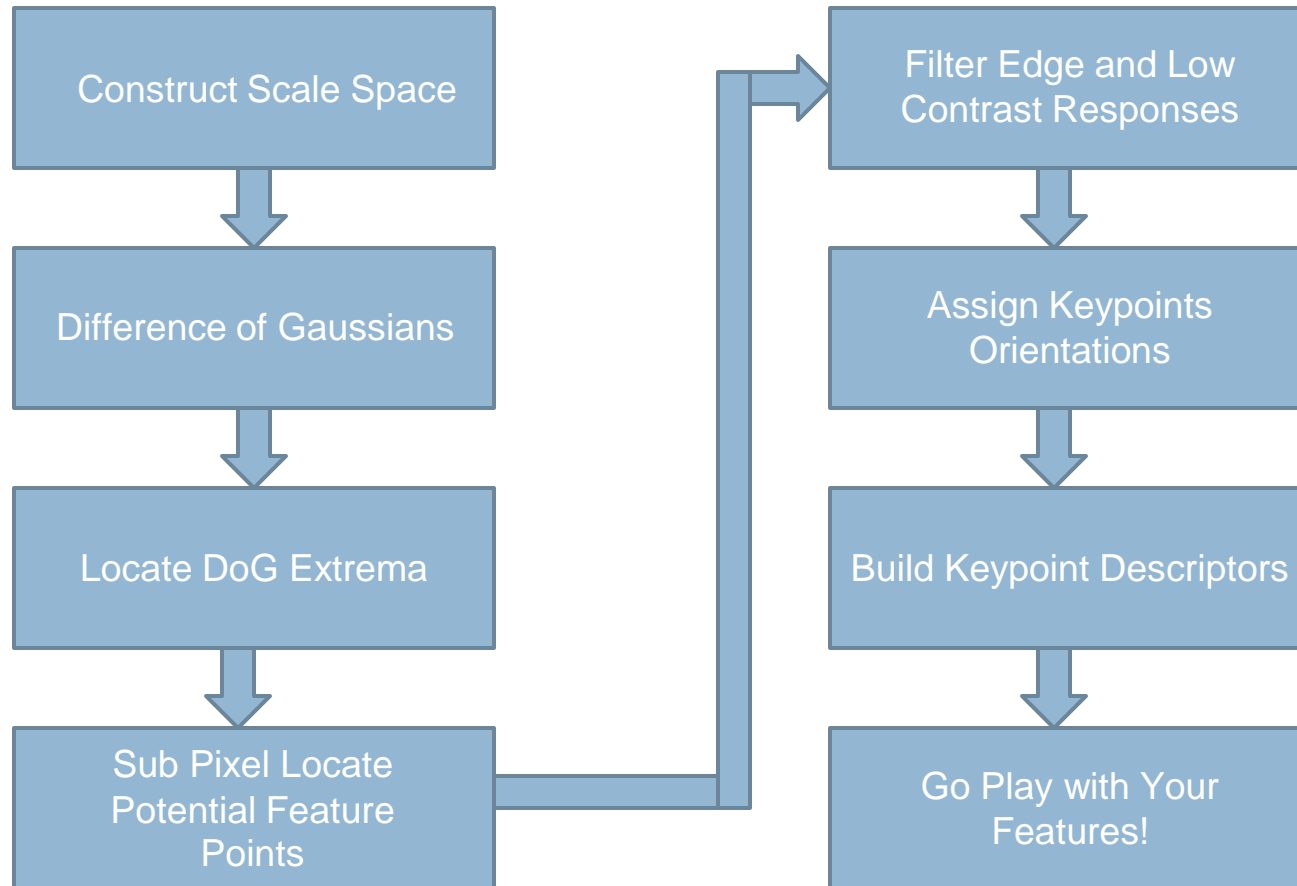 Construct Scale Space
Difference of Gaussians
Locate DoG Extrema
Sub Pixel Locate
Potential Feature
Points
Filter Edge and Low
Contrast Responses
Assign Keypoints
Orientations
Build Keypoint Descriptors
Go Play with Your
Features!